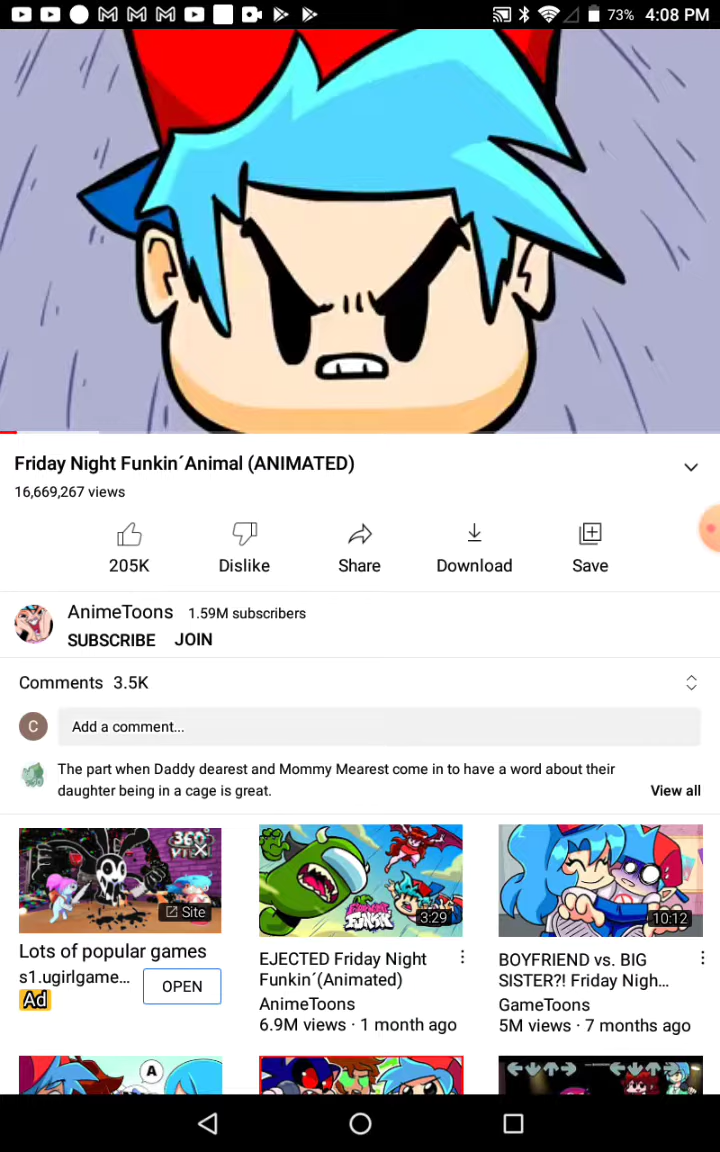 73% 4:08 PM
Friday Night Funkin´Animal (ANIMATED)
16,669,267 views
205K Dislike Share Download Save
AnimeToons 1.59M subscribers
SUBSCRIBE JOIN
Comments 3.5K
C Add a comment...
The part when Daddy dearest and Mommy Mearest come in to have a word about their
daughter being in a cage is great.
View all
360°
Site
Lots of popular games
s1.ugirlgame...
Ad
OPEN
FUNKIN
3:29
EJECTED Friday Night
Funkin´(Animated)
AnimeToons
6.9M views · 1 month ago
10:12
BOYFRIEND vs. BIG
SISTER?! Friday Nigh...
GameToons
5M views · 7 months ago
A